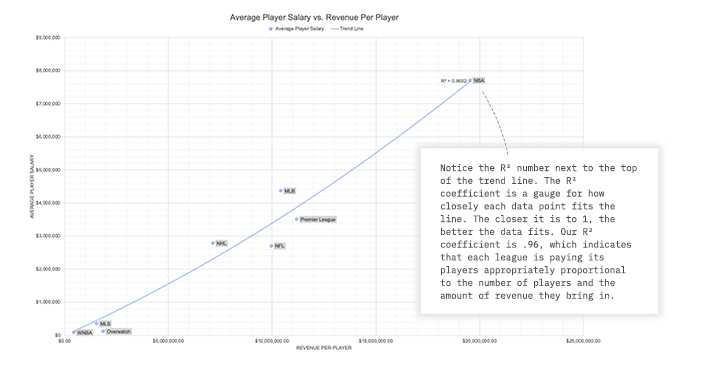 Average Player Salary vs. Revenue Per Player
Average Player Salary Trend Line
$9,000,000
$8,000,000
$7,000,000
$6,000,000
$5,000,000
$4,000,000
$3,000,000
$2,000,000
$1,000,000
$0
AVERAGE PLAYER SALARY
R² = 0.9652 NBA
MLB
Premier League
NHL
NFL
MLS
WNBA
Overwatch
$0.00 $5,000,000.00 $10,000,000.00 $15,000,000.00 $20,000,000.00 $25,000,000.00
REVENUE PER PLAYER
Notice the R² number next to the top
of the trend line. The R²
coefficient is a gauge for how
closely each data point fits the
line. The closer it is to 1, the
better the data fits. Our R²
coefficient is .96, which indicates
that each league is paying its
players appropriately proportional
to the number of players and the
amount of revenue they bring in.